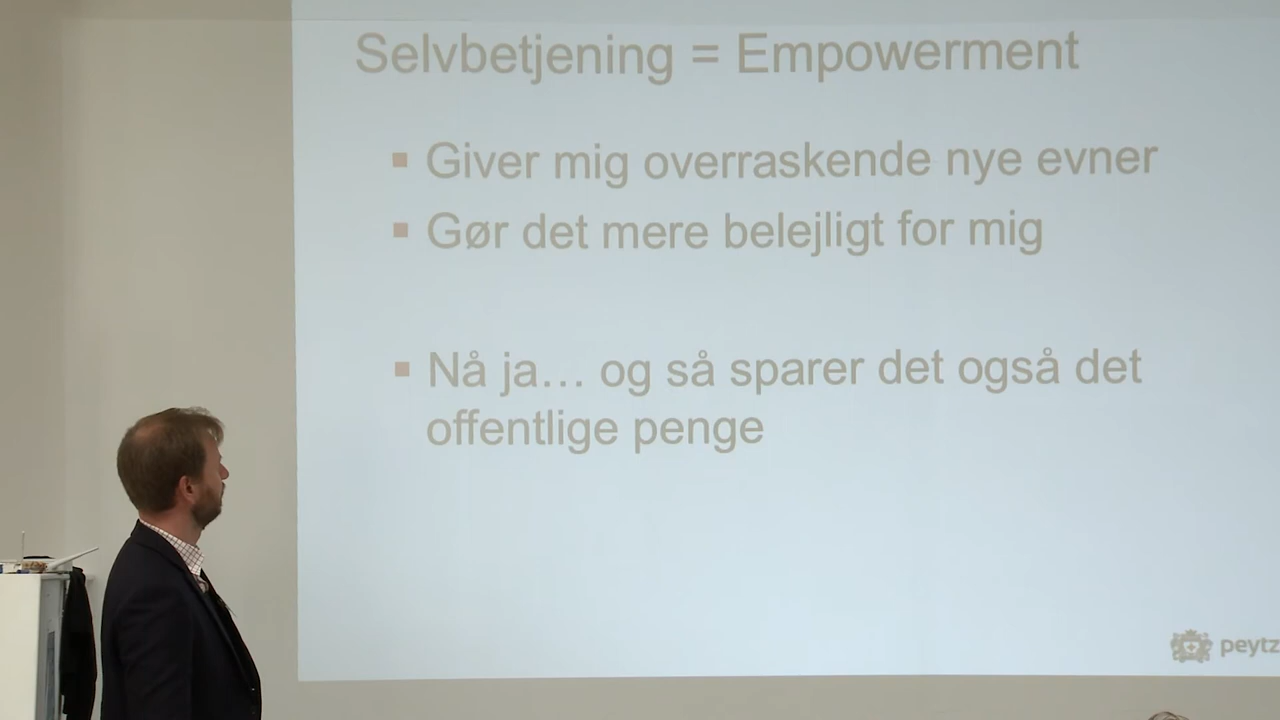 Selvbetjening = Empowerment
Giver mig overraskende nye evner
Gør det mere belejligt for mig
Nå ja... og så sparer det også det
offentlige penge
peytz